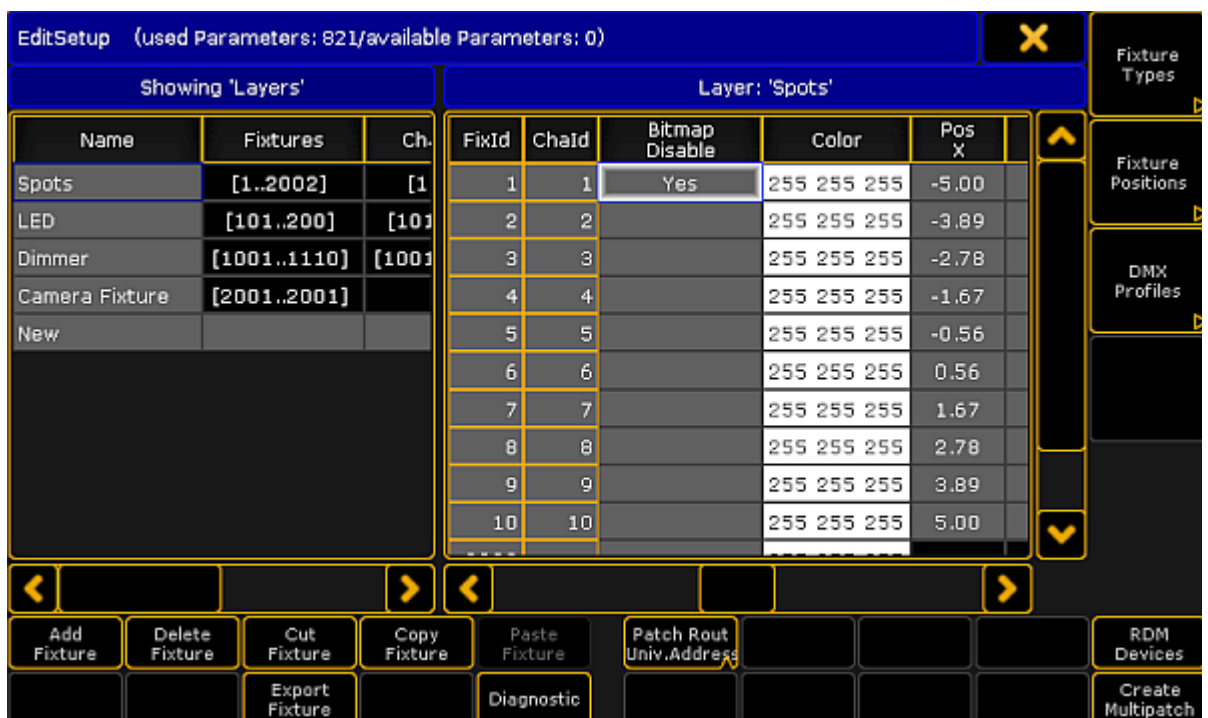 EditSetup (used Parameters: 821/available Parameters: 0)
Fixture
Types
Showing 'Layers'
Layer: 'Spots'
Name Fixtures
FixId ChaId Bitmap
Disable Color Pos
X
Spots [1..2002] [1
1 1 Yes 255 255 255 -5.00
Fixture
Positions
LED [101..200] [101
2 2 255 255 255 -3.89
Dimmer [1001..1110] [1001
3 3 255 255 255 -2.78
DMX
Profiles
Camera Fixture [2001..2001]
4 4 255 255 255 -1.67
New
5 5 255 255 255 -0.56
6 6 255 255 255 0.56
7 7 255 255 255 1.67
8 8 255 255 255 2.78
9 9 255 255 255 3.89
10 10 255 255 255 5.00
Add
Fixture
Delete
Fixture
Cut
Fixture
Copy
Fixture
Paste
Fixture
Patch Rout
Univ.Address
RDM
Devices
Export
Fixture
Diagnostic
Create
Multipatch